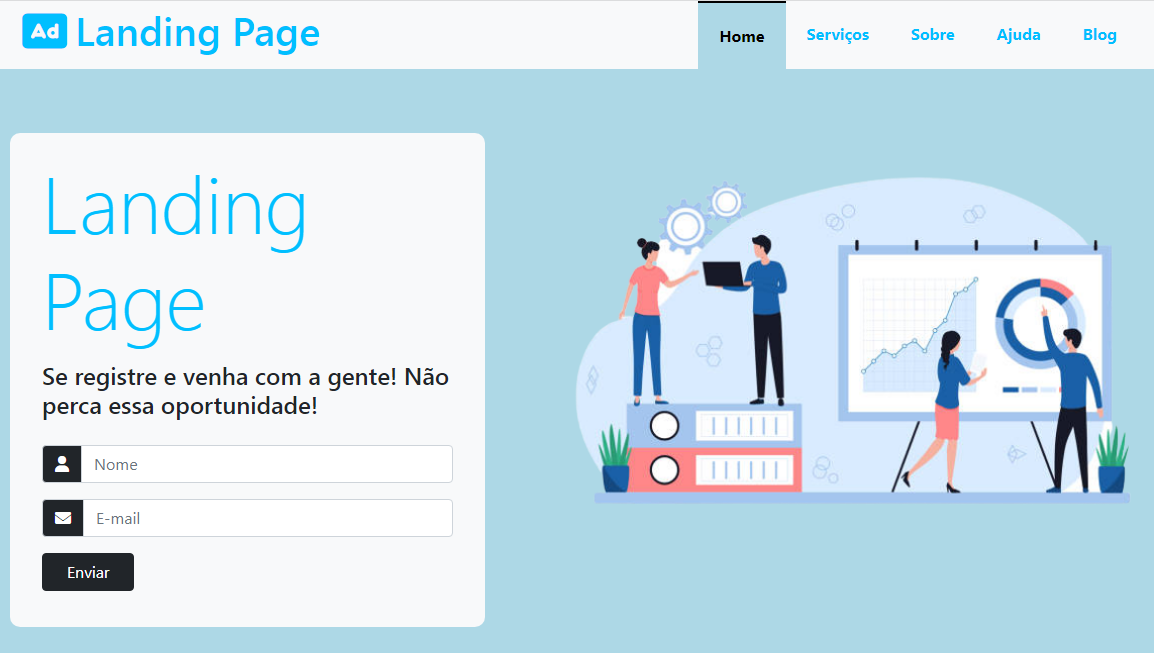 Ad Landing Page
Home Serviços Sobre Ajuda Blog
Landing
Page
Se registre e venha com a gente! Não
perca essa oportunidade!
Nome
E-mail
Enviar